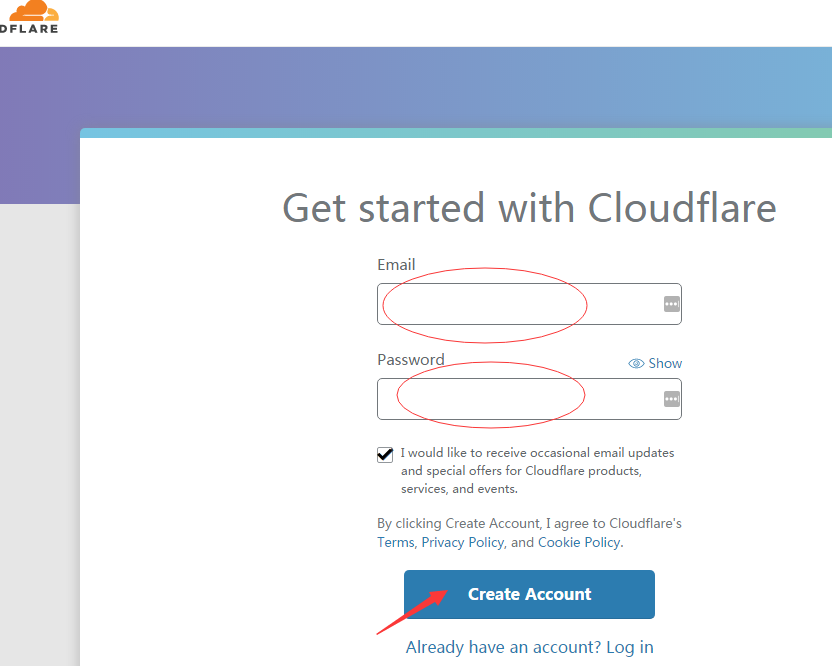 DFLARE
Get started with Cloudflare
Email
Password
Show
I would like to receive occasional email updates
and special offers for Cloudflare products,
services, and events.
By clicking Create Account, I agree to Cloudflare's
Terms, Privacy Policy, and Cookie Policy.
Create Account
Already have an account? Log in